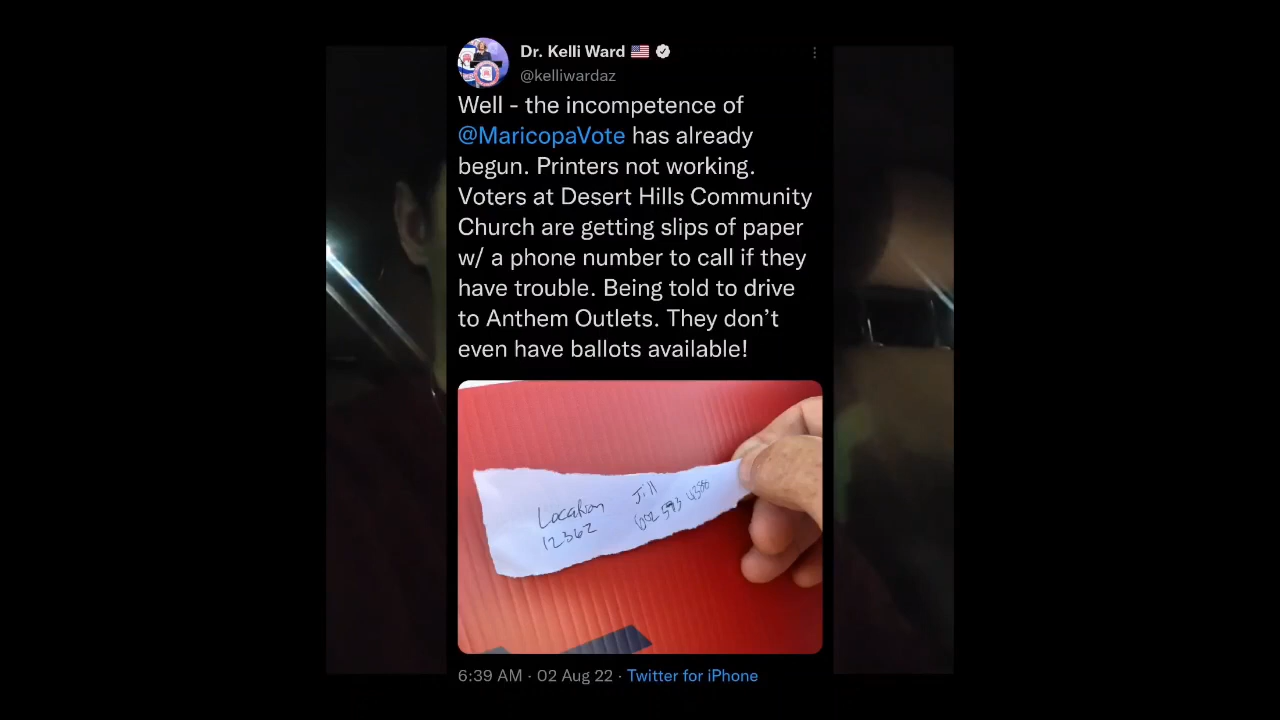 Dr. Kelli Ward 🇺🇸
@kelliwardaz
Well - the incompetence of
@MaricopaVote has already
begun. Printers not working.
Voters at Desert Hills Community
Church are getting slips of paper
w/ a phone number to call if they
have trouble. Being told to drive
to Anthem Outlets. They don’t
even have ballots available!
Location Jill
12362 602 593
6:39 AM · 02 Aug 22 · Twitter for iPhone